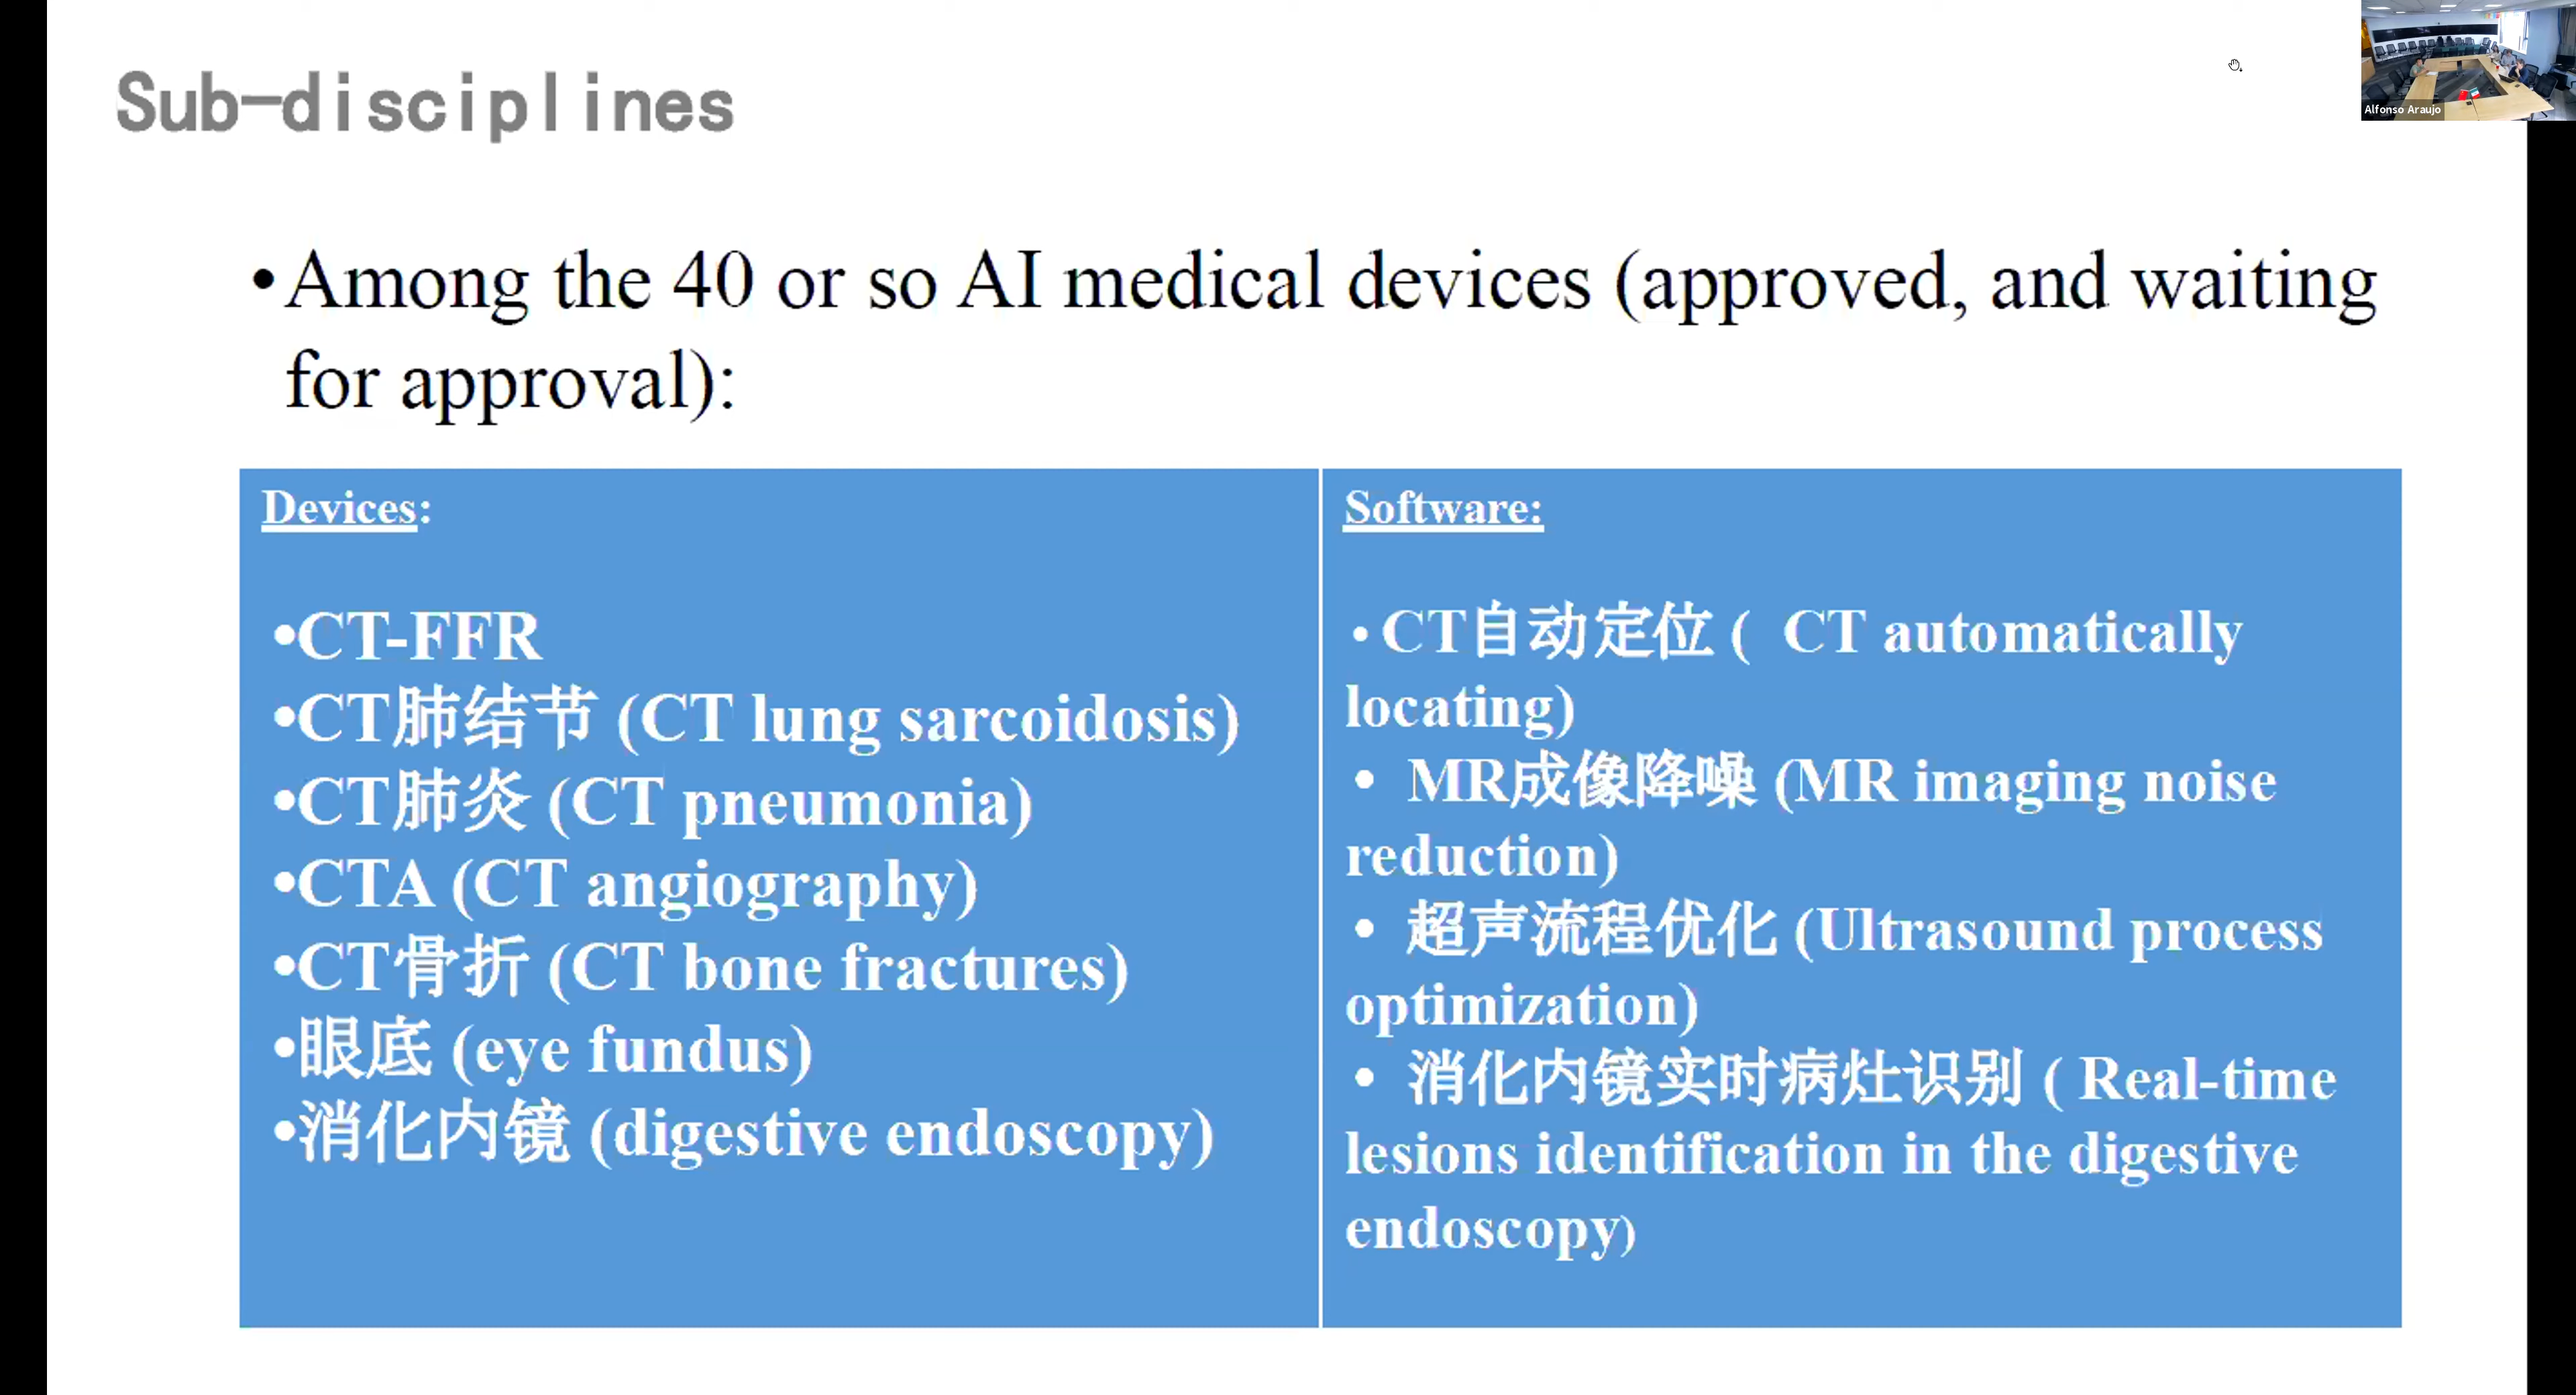 Sub-disciplines
Alfonso Araujo
•Among the 40 or so AI medical devices (approved, and waiting
for approval):
Devices:
•CT-FFR
•CT肺结节 (CT lung sarcoidosis)
•CT肺炎 (CT pneumonia)
•CTA (CT angiography)
•CT骨折 (CT bone fractures)
•眼底 (eye fundus)
•消化内镜 (digestive endoscopy)
Software:
• CT自动定位 ( CT automatically
locating)
• MR成像降噪 (MR imaging noise
reduction)
• 超声流程优化 (Ultrasound process
optimization)
• 消化内镜实时病灶识别 ( Real-time
lesions identification in the digestive
endoscopy)